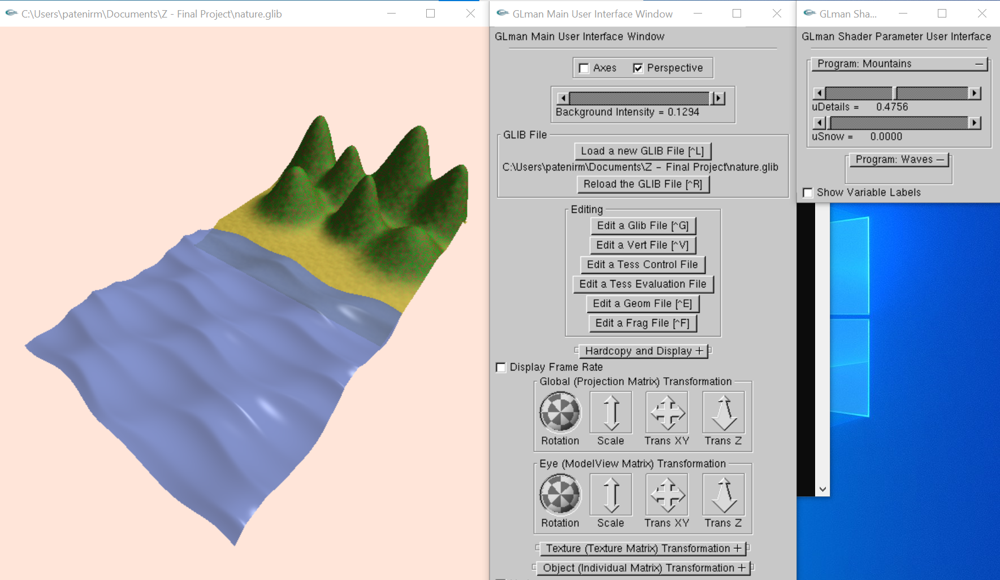 C:\Users\patenirm\Documents\Z - Final Project\nature.glib
GLman Main User Interface Window
GLman Sha...
GLman Main User Interface Window
Axes
Perspective
Background Intensity = 0.1294
GLIB File
Load a new GLIB File [^L]
C:\Users\patenirm\Documents\Z - Final Project\nature.glib
Reload the GLIB File [^R]
Editing
Edit a Glib File [^G]
Edit a Vert File [^V]
Edit a Tess Control File
Edit a Tess Evaluation File
Edit a Geom File [^E]
Edit a Frag File [^F]
Hardcopy and Display +
Display Frame Rate
Global (Projection Matrix) Transformation
Rotation
Scale
Trans XY
Trans Z
Eye (ModelView Matrix) Transformation
Rotation
Scale
Trans XY
Trans Z
Texture (Texture Matrix) Transformation +
Object (Individual Matrix) Transformation +
GLman Shader Parameter User Interface
Program: Mountains −
uDetails = 0.4756
uSnow = 0.0000
Program: Waves −
Show Variable Labels